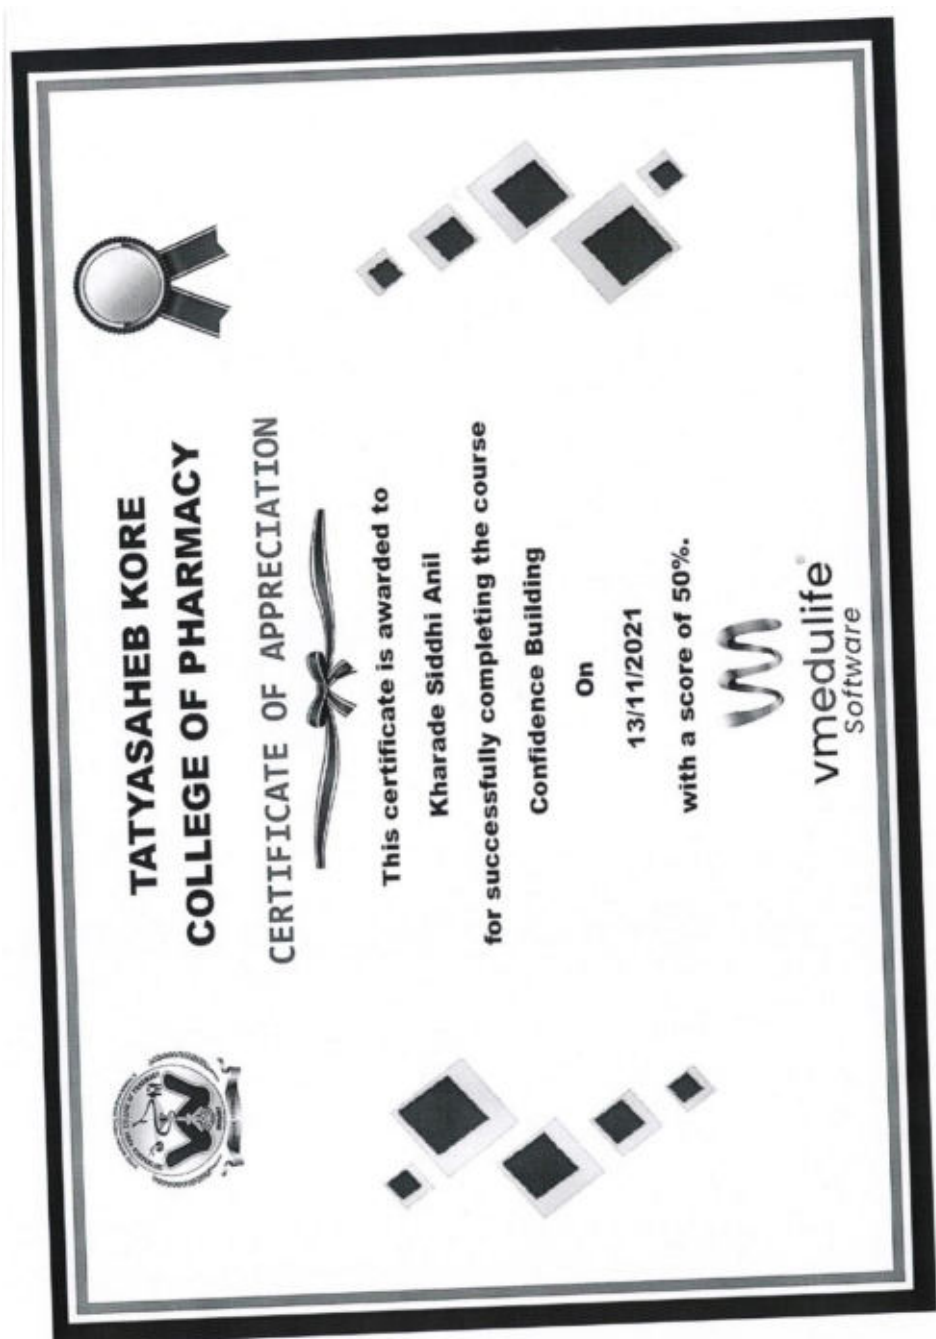 TATYASAHEB KORE
COLLEGE OF PHARMACY
CERTIFICATE OF APPRECIATION
This certificate is awarded to
Kharade Siddhi Anil
for successfully completing the course
Confidence Building
On
13/11/2021
with a score of 50%.
vmedulife®
Software